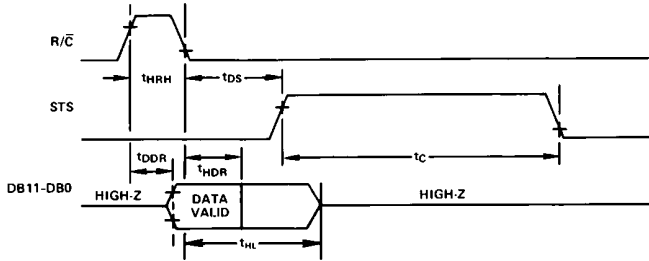 R/C̅
tHRH
tDS
STS
tC
tDDR
tHDR
DB11-DB0
HIGH-Z
DATA
VALID
HIGH-Z
tHL